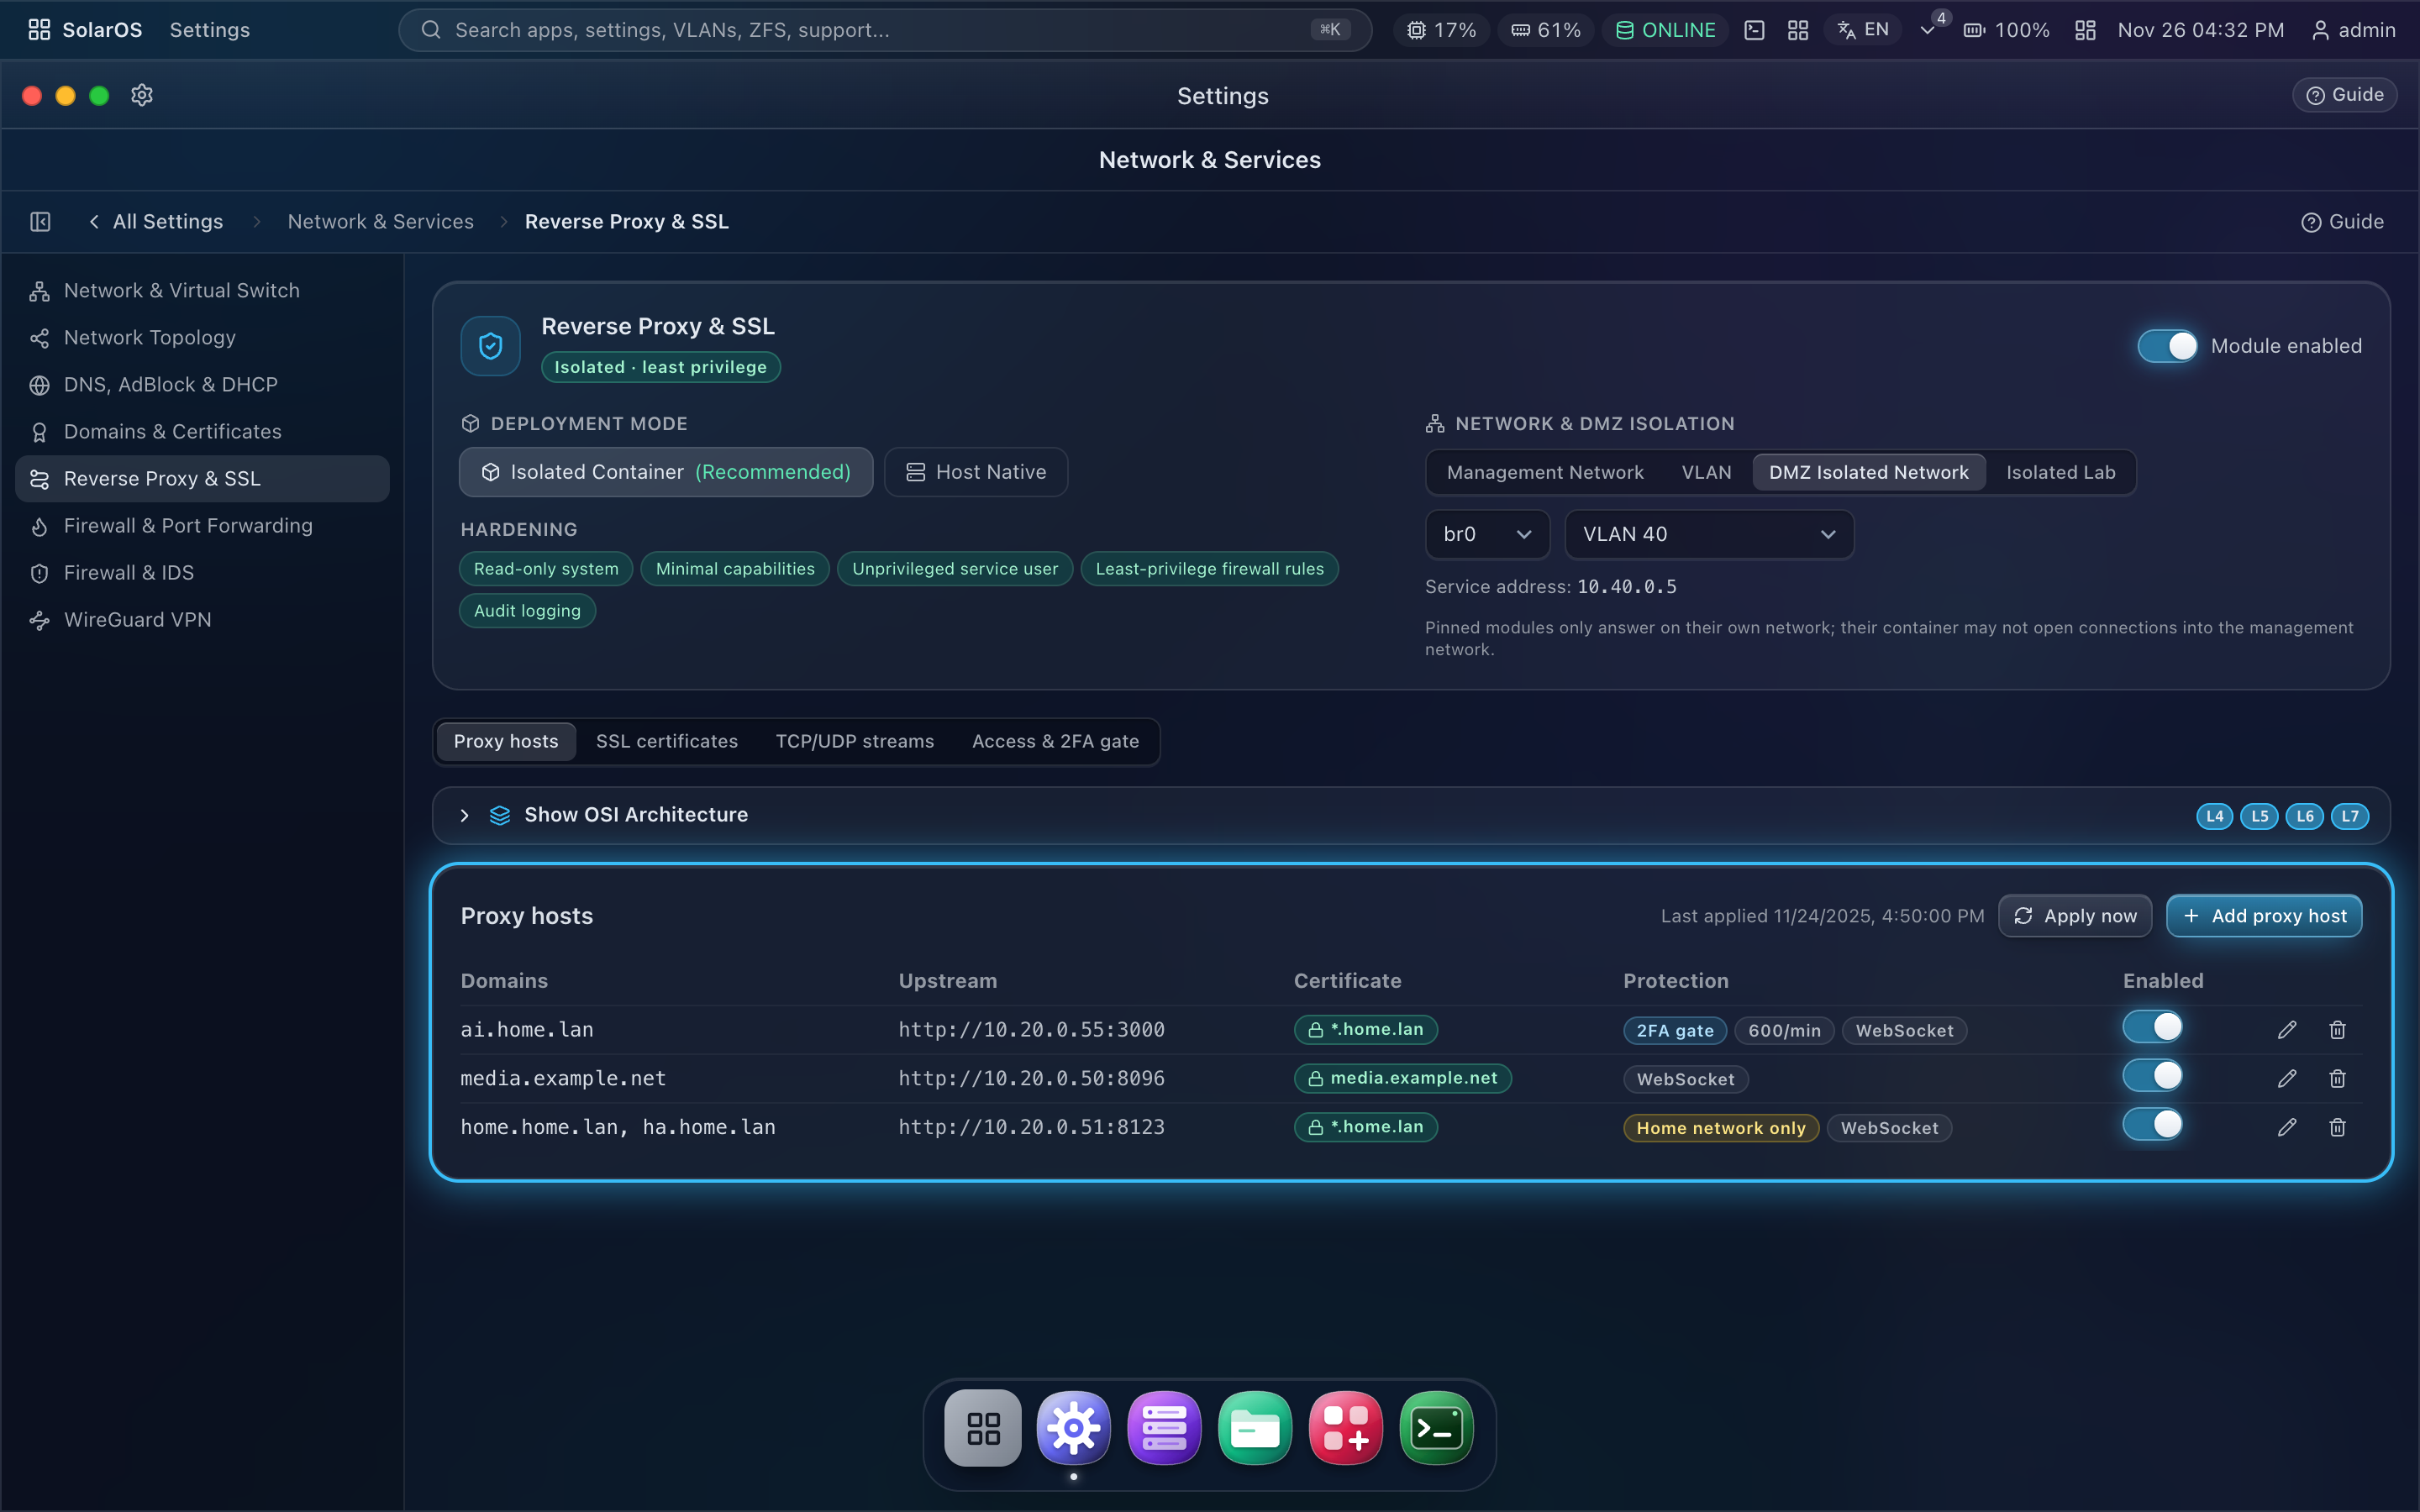 SolarOS Settings Search apps, settings, VLANs, ZFS, support... ⌘K 17% 61% ONLINE EN 4 100% Nov 26 04:32 PM admin
Settings Guide
Network & Services
All Settings Network & Services Reverse Proxy & SSL Guide
Network & Virtual Switch
Network Topology
DNS, AdBlock & DHCP
Domains & Certificates
Reverse Proxy & SSL
Firewall & Port Forwarding
Firewall & IDS
WireGuard VPN
Reverse Proxy & SSL
Isolated · least privilege
Module enabled
DEPLOYMENT MODE
Isolated Container (Recommended) Host Native
HARDENING
Read-only system Minimal capabilities Unprivileged service user Least-privilege firewall rules
Audit logging
NETWORK & DMZ ISOLATION
Management Network VLAN DMZ Isolated Network Isolated Lab
br0 VLAN 40
Service address: 10.40.0.5
Pinned modules only answer on their own network; their container may not open connections into the management
network.
Proxy hosts SSL certificates TCP/UDP streams Access & 2FA gate
Show OSI Architecture L4 L5 L6 L7
Proxy hosts Last applied 11/24/2025, 4:50:00 PM Apply now Add proxy host
Domains Upstream Certificate Protection Enabled
ai.home.lan http://10.20.0.55:3000 *.home.lan 2FA gate 600/min WebSocket
media.example.net http://10.20.0.50:8096 media.example.net WebSocket
home.home.lan, ha.home.lan http://10.20.0.51:8123 *.home.lan Home network only WebSocket